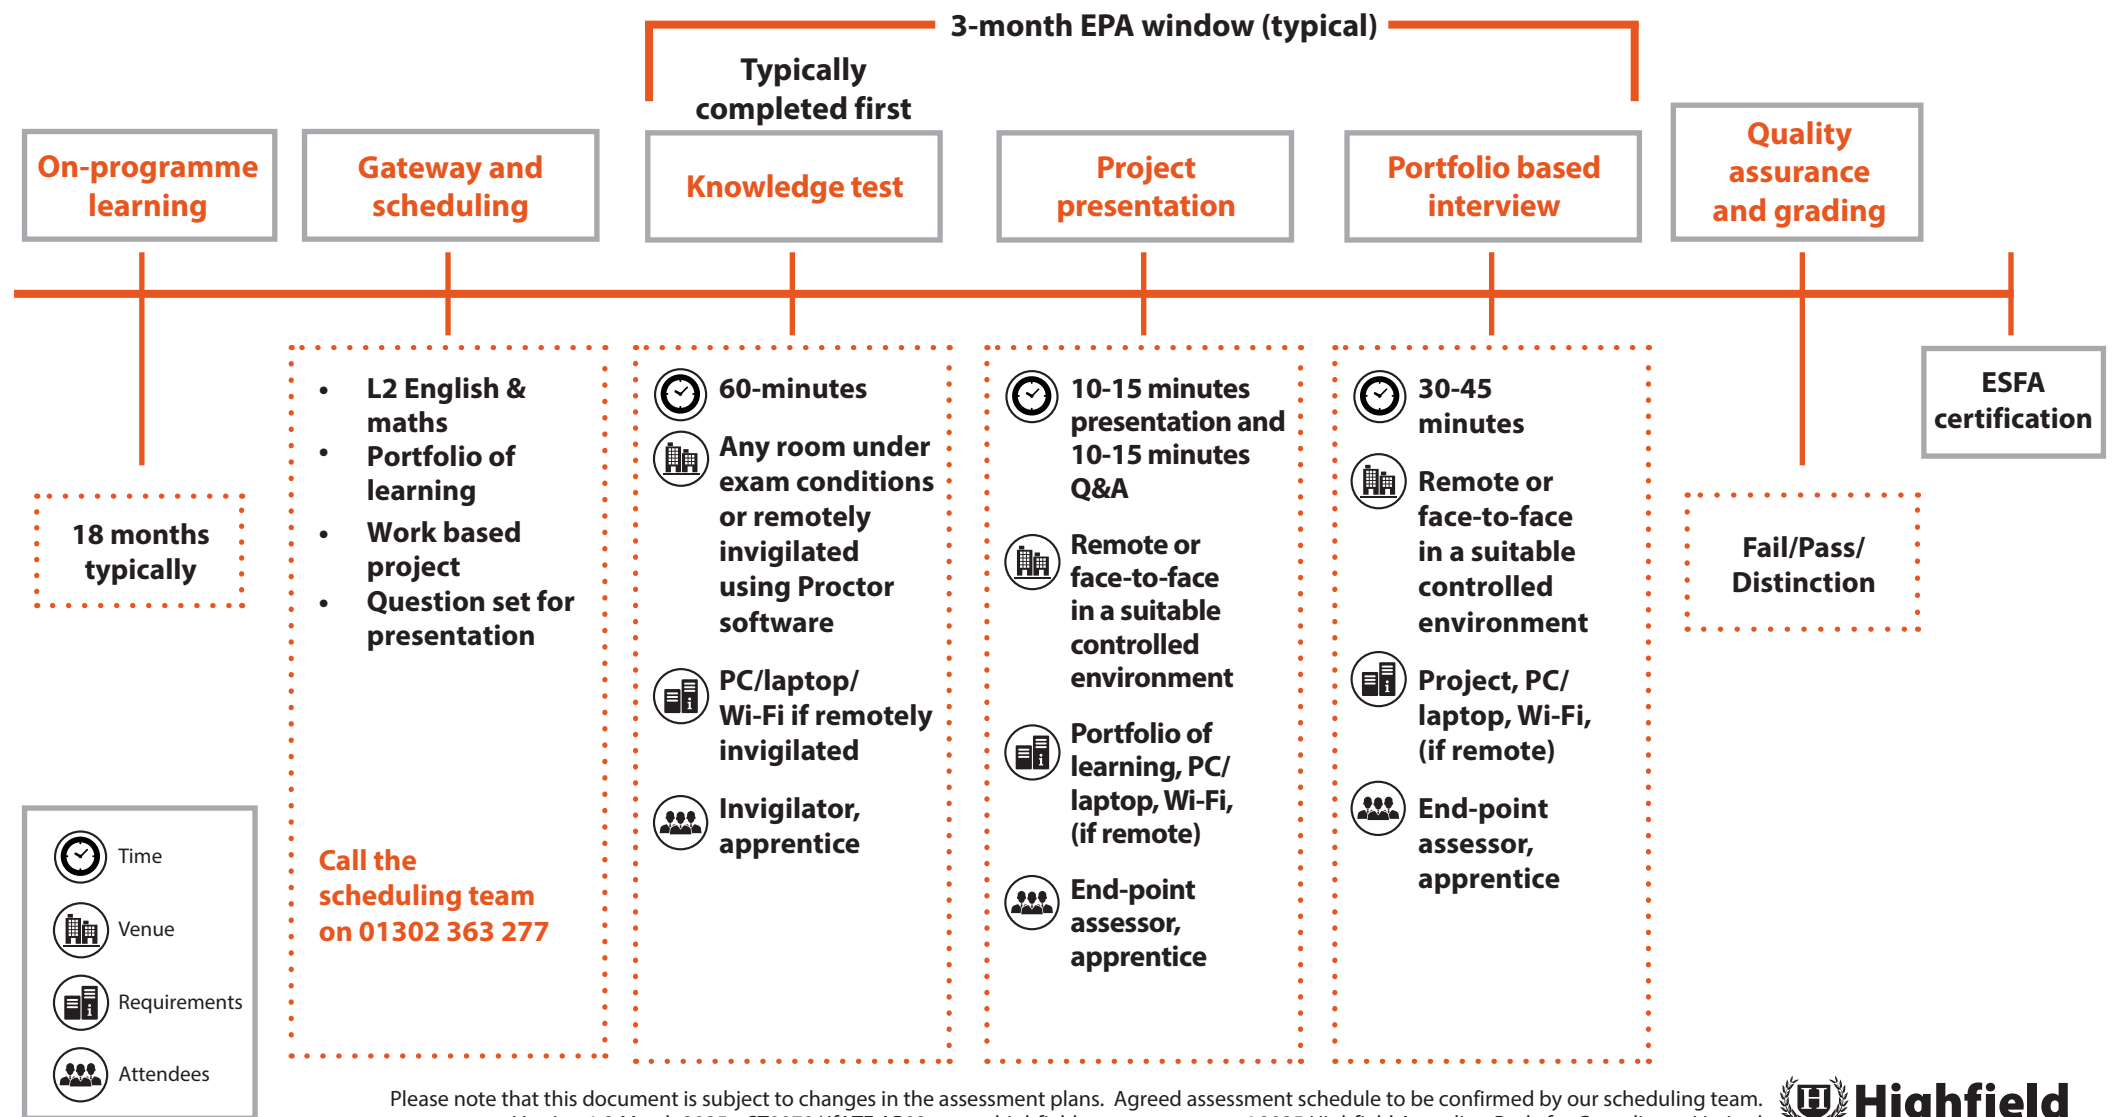 3-month EPA window (typical)
Typically
completed first
On-programme
learning
Gateway and
scheduling
Knowledge test
Project
presentation
Portfolio based
interview
Quality
assurance
and grading
18 months
typically
• L2 English &
maths
• Portfolio of
learning
• Work based
project
• Question set for
presentation
Call the
scheduling team
on 01302 363 277
60-minutes
Any room under
exam conditions
or remotely
invigilated
using Proctor
software
PC/laptop/
Wi-Fi if remotely
invigilated
Invigilator,
apprentice
10-15 minutes
presentation and
10-15 minutes
Q&A
Remote or
face-to-face
in a suitable
controlled
environment
Portfolio of
learning, PC/
laptop, Wi-Fi,
(if remote)
End-point
assessor,
apprentice
30-45
minutes
Remote or
face-to-face
in a suitable
controlled
environment
Project, PC/
laptop, Wi-Fi,
(if remote)
End-point
assessor,
apprentice
Fail/Pass/
Distinction
ESFA
certification
Time
Venue
Requirements
Attendees
Please note that this document is subject to changes in the assessment plans. Agreed assessment schedule to be confirmed by our scheduling team.
H Highfield